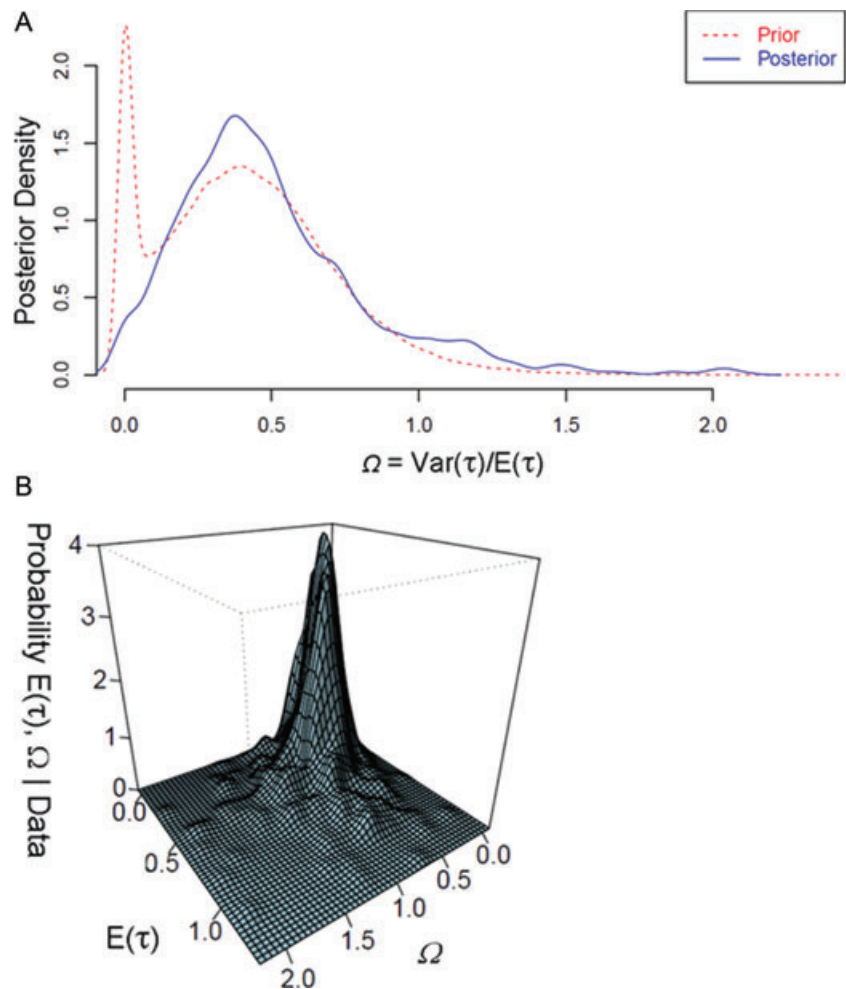 A
Prior
Posterior
Posterior Density
2.0
1.5
1.0
0.5
0.0
0.0 0.5 1.0 1.5 2.0
Ω = Var(τ)/E(τ)
B
Probability E(τ), Ω | Data
4
3
2
1
0
0.0
0.5
1.0
E(τ)
2.0
1.5
1.0
0.5
0.0
Ω